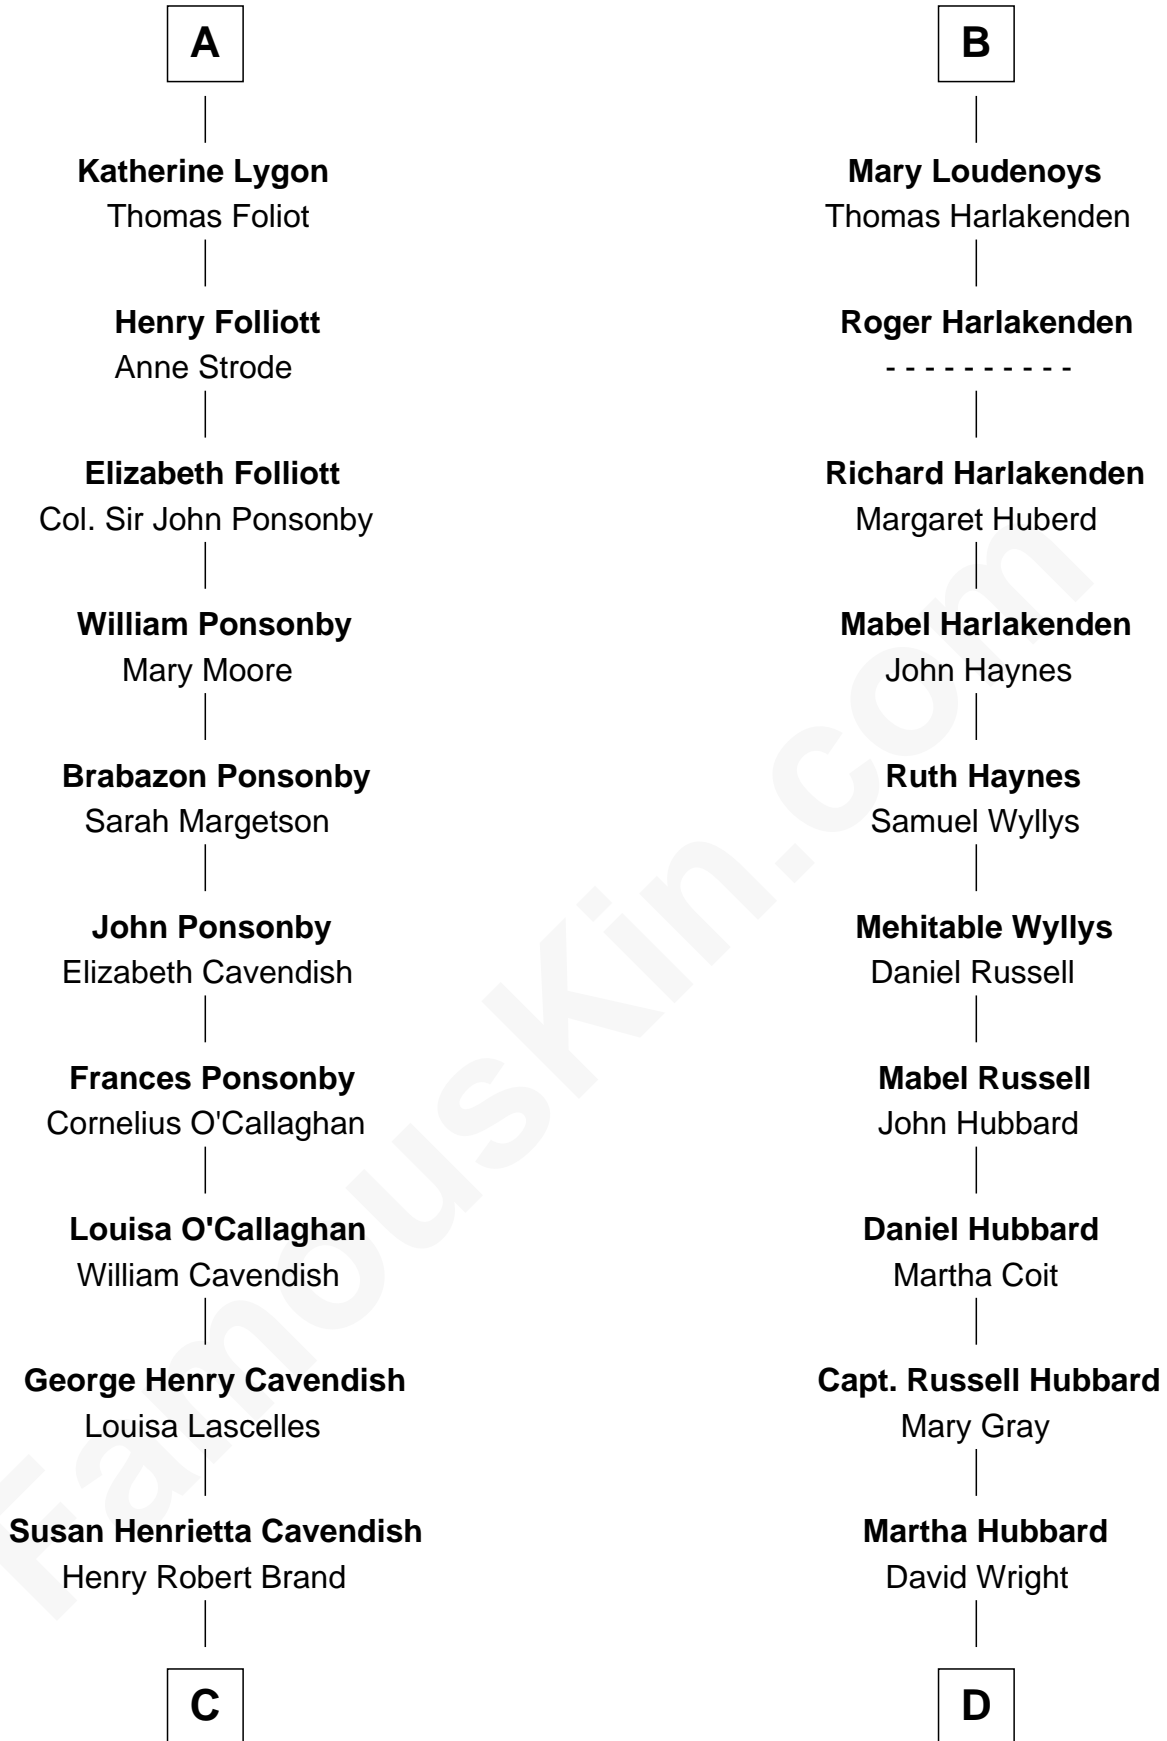 A
Katherine Lygon
Thomas Foliot
Henry Folliott
Anne Strode
Elizabeth Folliott
Col. Sir John Ponsonby
William Ponsonby
Mary Moore
Brabazon Ponsonby
Sarah Margetson
John Ponsonby
Elizabeth Cavendish
Frances Ponsonby
Cornelius O'Callaghan
Louisa O'Callaghan
William Cavendish
George Henry Cavendish
Louisa Lascelles
Susan Henrietta Cavendish
Henry Robert Brand
C
B
Mary Loudenoys
Thomas Harlakenden
Roger Harlakenden
- - - - - - - - - -
Richard Harlakenden
Margaret Huberd
Mabel Harlakenden
John Haynes
Ruth Haynes
Samuel Wyllys
Mehitable Wyllys
Daniel Russell
Mabel Russell
John Hubbard
Daniel Hubbard
Martha Coit
Capt. Russell Hubbard
Mary Gray
Martha Hubbard
David Wright
D
FamousKin.com